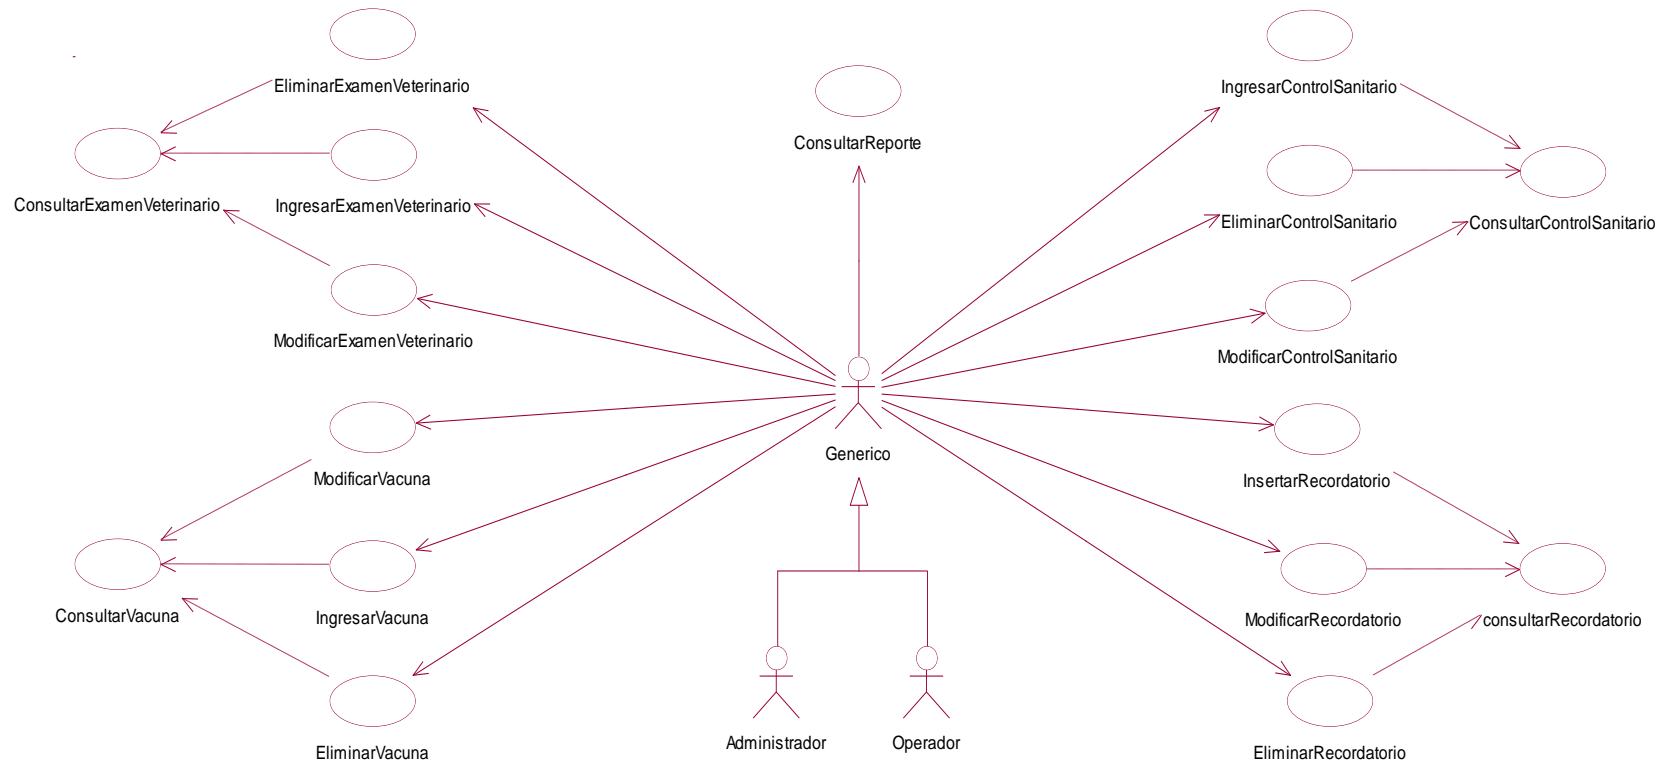 EliminarExamenVeterinario
IngresarControlSanitario
ConsultarReporte
ConsultarExamenVeterinario
IngresarExamenVeterinario
EliminarControlSanitario
ConsultarControlSanitario
ModificarExamenVeterinario
ModificarControlSanitario
Generico
ModificarVacuna
InsertarRecordatorio
ConsultarVacuna
IngresarVacuna
ModificarRecordatorio
consultarRecordatorio
Administrador
Operador
EliminarVacuna
EliminarRecordatorio